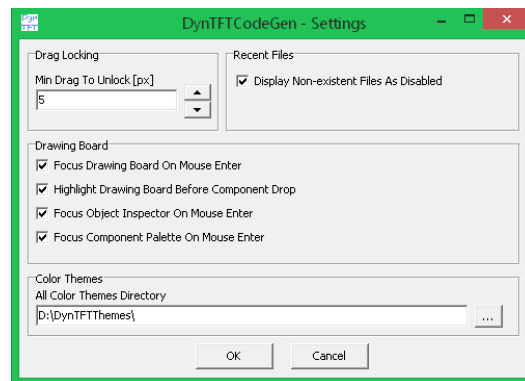 Dyn
TFT
DynTFTCodeGen - Settings
Drag Locking
Min Drag To Unlock [px]
5
Recent Files
Display Non-existent Files As Disabled
Drawing Board
Focus Drawing Board On Mouse Enter
Highlight Drawing Board Before Component Drop
Focus Object Inspector On Mouse Enter
Focus Component Palette On Mouse Enter
Color Themes
All Color Themes Directory
D:\DynTFTThemes\
...
OK
Cancel